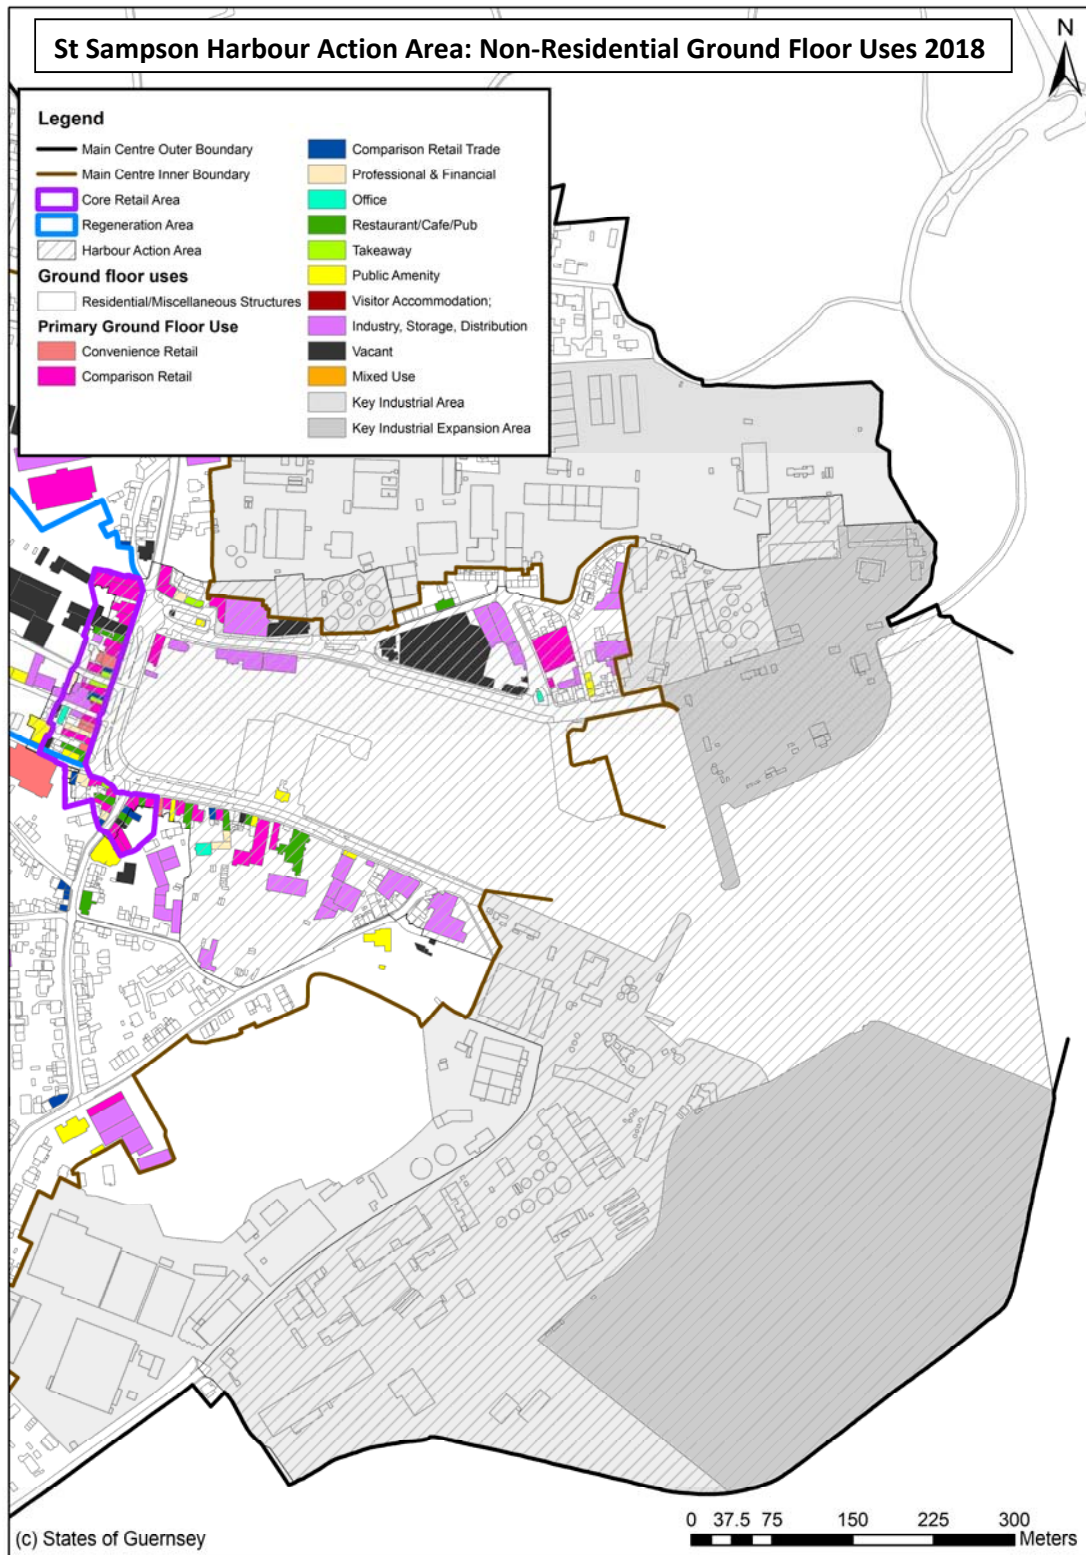 St Sampson Harbour Action Area: Non-Residential Ground Floor Uses 2018
N
Legend
Main Centre Outer Boundary
Main Centre Inner Boundary
Core Retail Area
Regeneration Area
Harbour Action Area
Ground floor uses
Residential/Miscellaneous Structures
Primary Ground Floor Use
Convenience Retail
Comparison Retail
Comparison Retail Trade
Professional & Financial
Office
Restaurant/Cafe/Pub
Takeaway
Public Amenity
Visitor Accommodation;
Industry, Storage, Distribution
Vacant
Mixed Use
Key Industrial Area
Key Industrial Expansion Area
(c) States of Guernsey
0 37.5 75 150 225 300
Meters